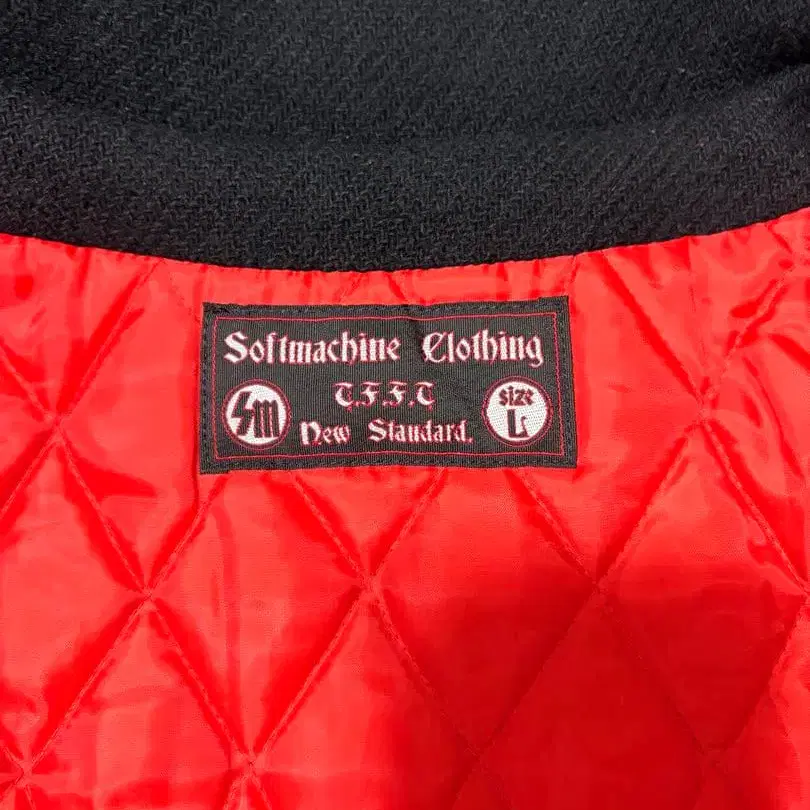 Softmachine Clothing
Sm
T.F.F.T
New Standard.
size
L